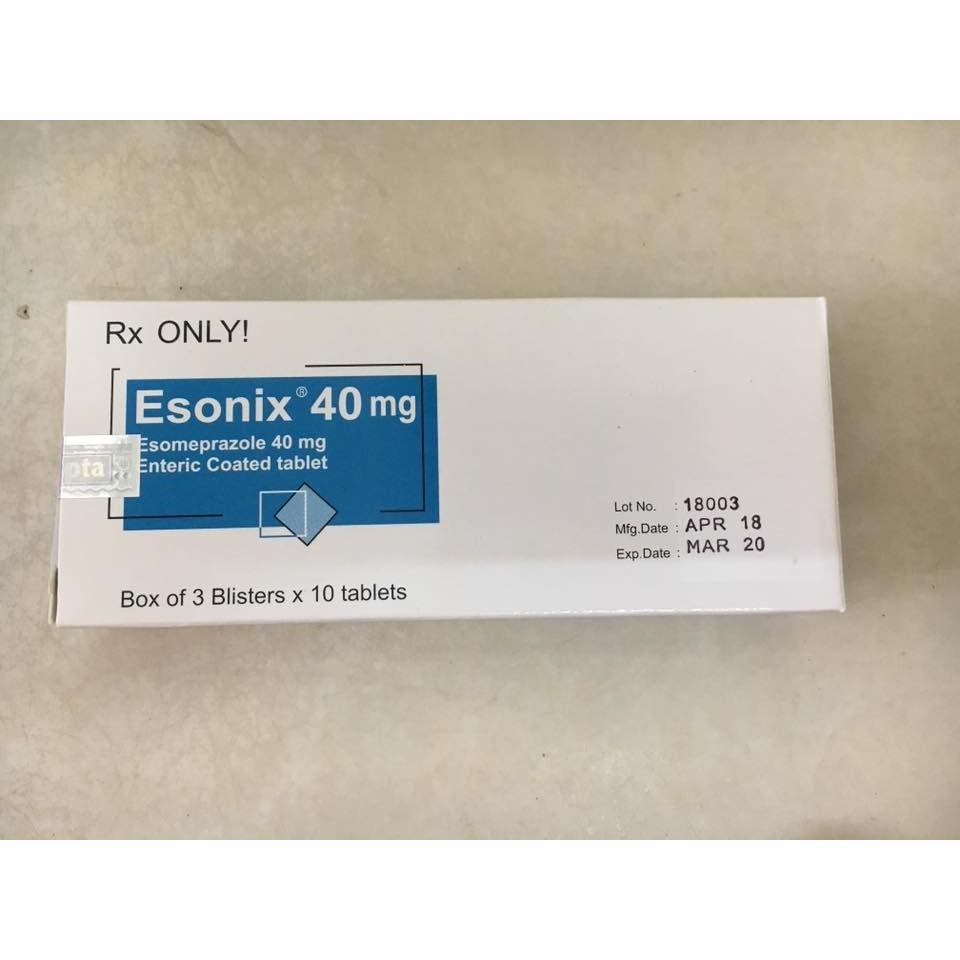 Rx ONLY!
Esonix® 40 mg
Esomeprazole 40 mg
Enteric Coated tablet
Lot No. : 18003
Mfg.Date : APR 18
Exp.Date : MAR 20
Box of 3 Blisters x 10 tablets